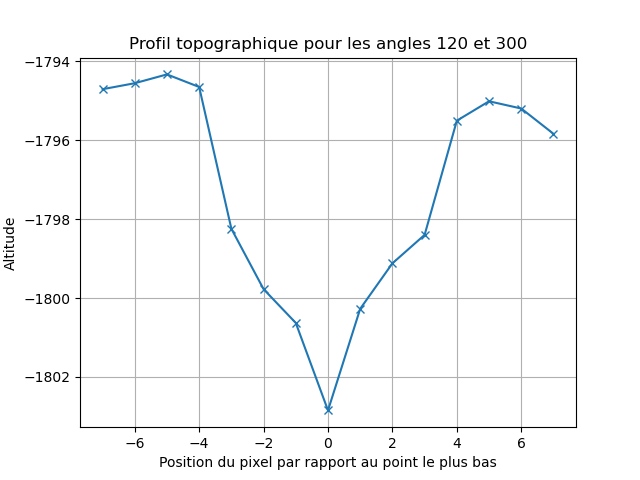 Profil topographique pour les angles 120 et 300
−1794
−1796
−1798
−1800
−1802
Altitude
−6 −4 −2 0 2 4 6
Position du pixel par rapport au point le plus bas